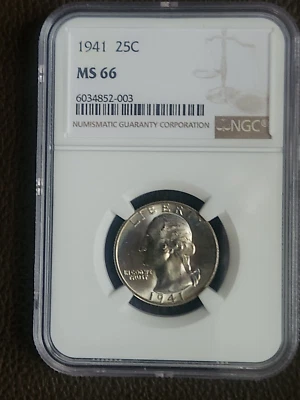 1941 25C
MS 66
6034852-003
NUMISMATIC GUARANTY CORPORATION
NGC®
LIBERTY
IN GOD WE
TRUST
1941